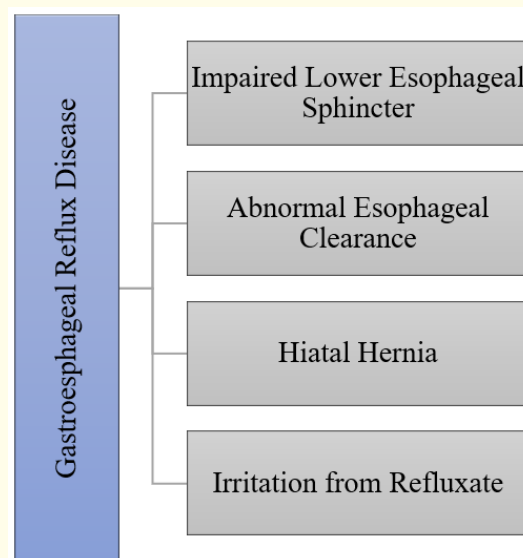 Gastroesphageal Reflux Disease
Impaired Lower Esophageal
Sphincter
Abnormal Esophageal
Clearance
Hiatal Hernia
Irritation from Refluxate